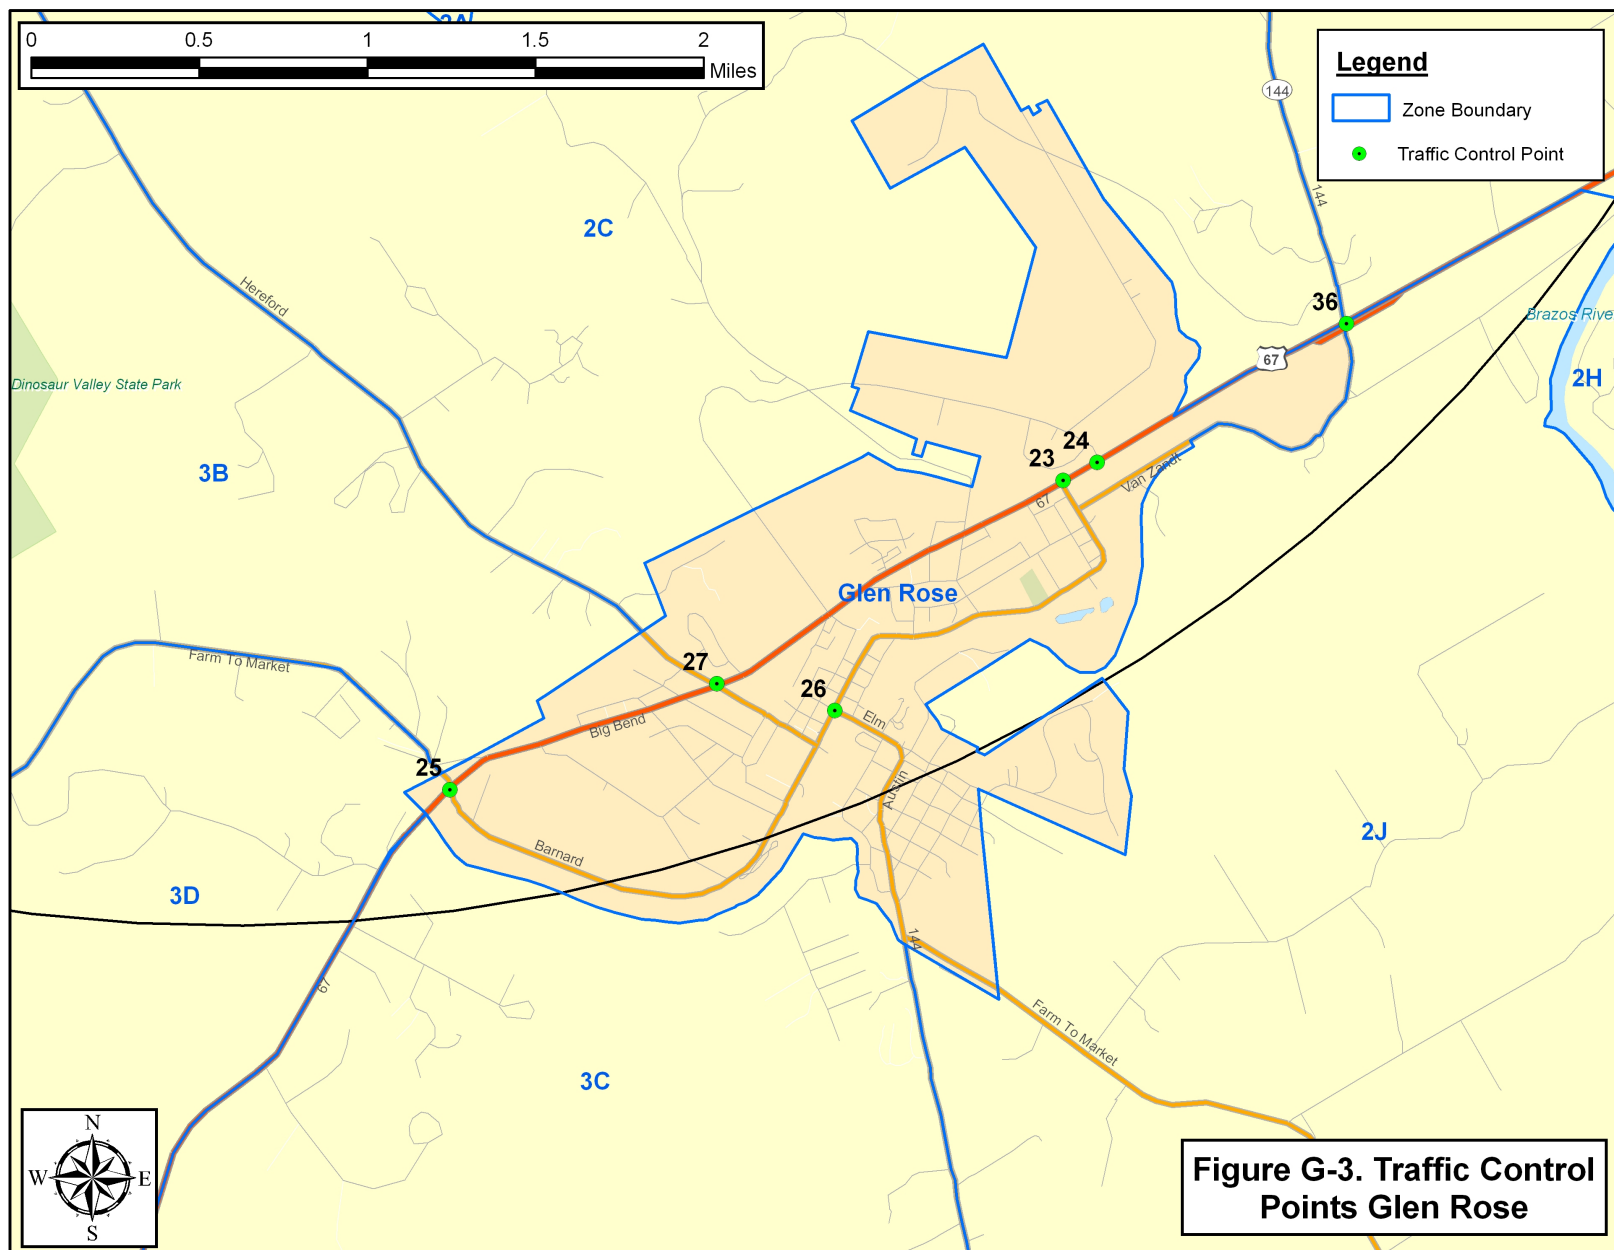 2A
0 0.5 1 1.5 2
Miles
Legend
Zone Boundary
Traffic Control Point
144
144
2C
Hereford
36
Brazos Rive
67
2H
Dinosaur Valley State Park
24
23
3B
Van Zandt
67
Glen Rose
Farm To Market
27
26
Elm
Big Bend
25
Austin
2J
Barnard
3D
144
67
Farm To Market
3C
N
W E
S
Figure G-3. Traffic Control
Points Glen Rose